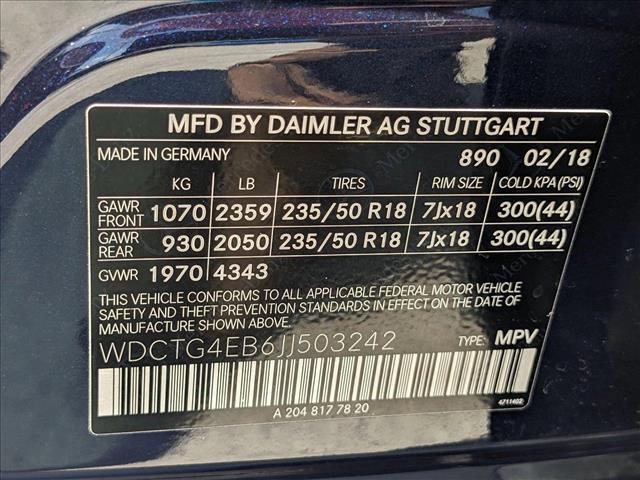 MFD BY DAIMLER AG STUTTGART
MADE IN GERMANY 890 02/18
KG LB TIRES RIM SIZE COLD KPA (PSI)
GAWR FRONT 1070 2359 235/50 R18 7Jx18 300(44)
GAWR REAR 930 2050 235/50 R18 7Jx18 300(44)
GVWR 1970 4343
THIS VEHICLE CONFORMS TO ALL APPLICABLE FEDERAL MOTOR VEHICLE
SAFETY AND THEFT PREVENTION STANDARDS IN EFFECT ON THE DATE OF
MANUFACTURE SHOWN ABOVE.
WDCTG4EB6JJ503242 TYPE: MPV
A 204 817 78 20 4711402